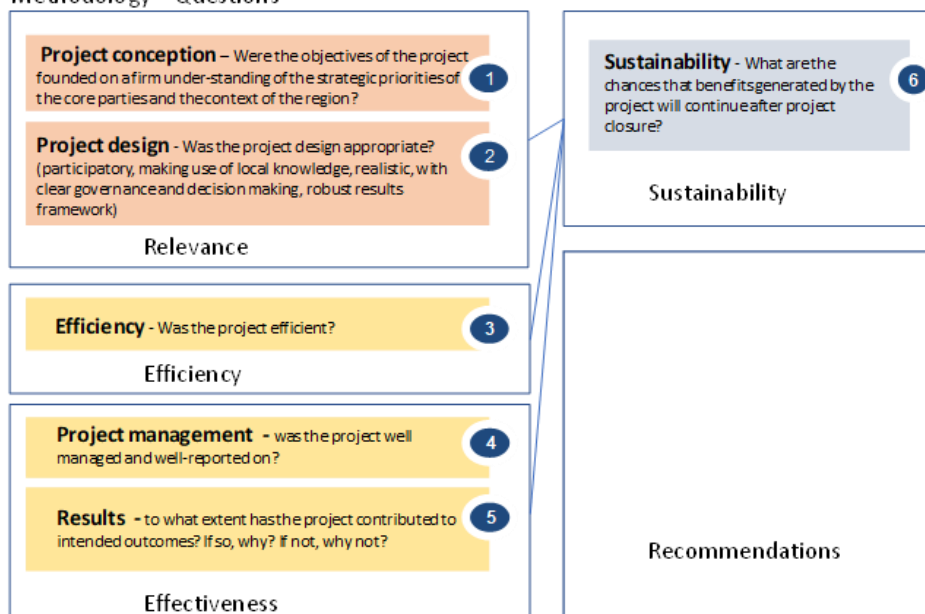 Methodology - Questions
Project conception – Were the objectives of the project
founded on a firm under-standing of the strategic priorities of
the core parties and the context of the region?
1
Project design - Was the project design appropriate?
(participatory, making use of local knowledge, realistic, with
clear governance and decision making, robust results
framework)
2
Relevance
Efficiency - Was the project efficient?
3
Efficiency
Project management - was the project well
managed and well-reported on?
4
Results - to what extent has the project contributed to
intended outcomes? If so, why? If not, why not?
5
Effectiveness
Sustainability - What are the
chances that benefits generated by the
project will continue after project
closure?
6
Sustainability
Recommendations